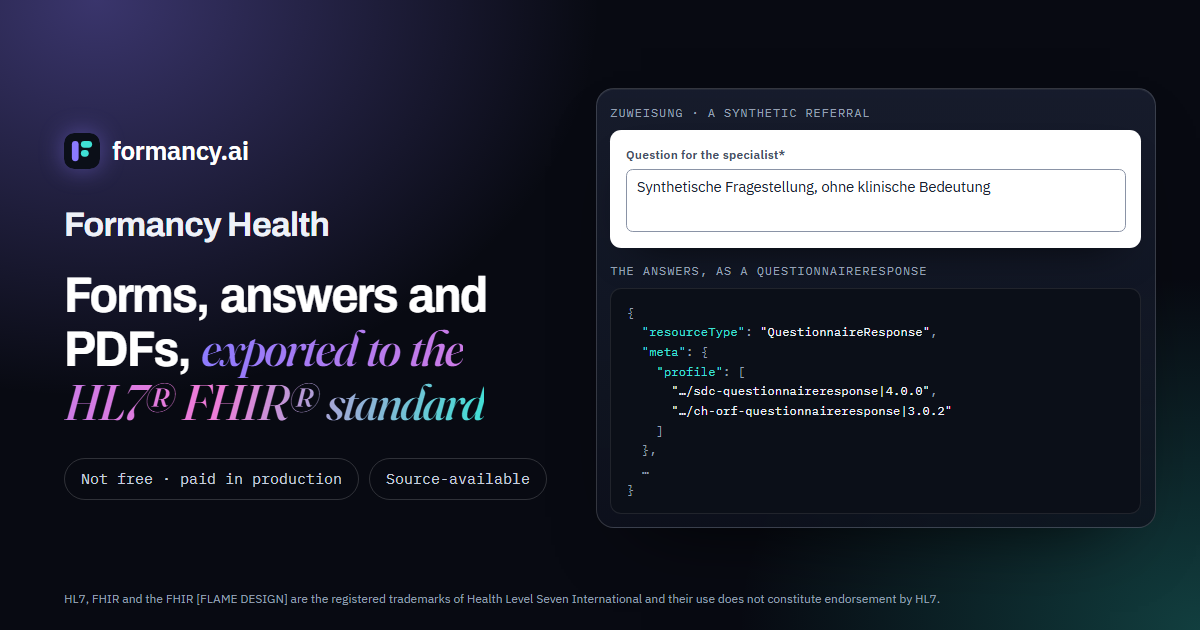 formancy.ai
Formancy Health
Forms, answers and
PDFs, exported to the
HL7® FHIR® standard
Not free · paid in production
Source-available
ZUWEISUNG · A SYNTHETIC REFERRAL
Question for the specialist*
Synthetische Fragestellung, ohne klinische Bedeutung
THE ANSWERS, AS A QUESTIONNAIRERESPONSE
{
"resourceType": "QuestionnaireResponse",
"meta": {
"profile": [
"…/sdc-questionnaireresponse|4.0.0",
"…/ch-orf-questionnaireresponse|3.0.2"
]
},
…
}
HL7, FHIR and the FHIR [FLAME DESIGN] are the registered trademarks of Health Level Seven International and their use does not constitute endorsement by HL7.